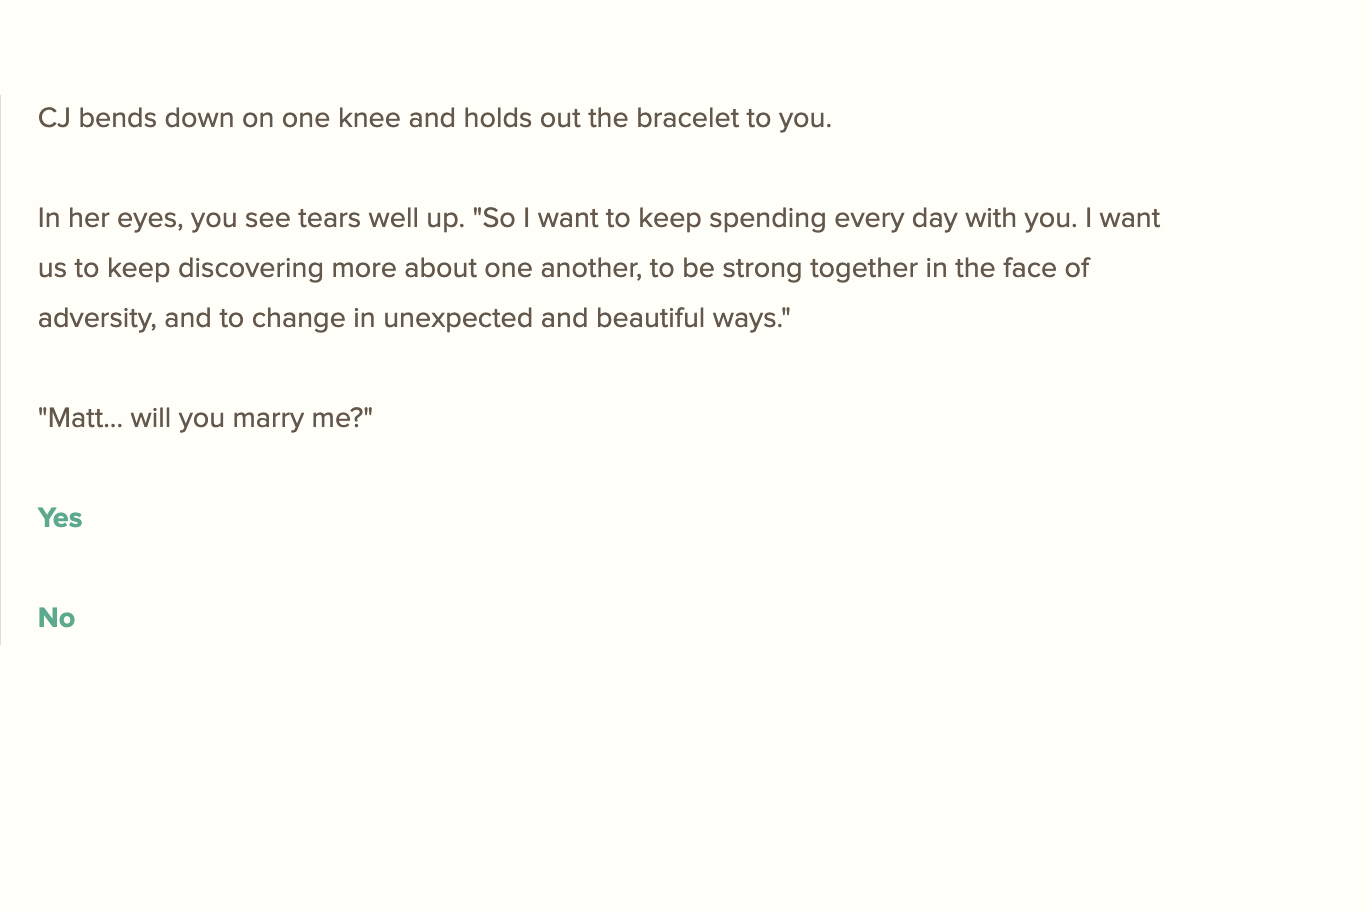 CJ bends down on one knee and holds out the bracelet to you.
In her eyes, you see tears well up. "So I want to keep spending every day with you. I want
us to keep discovering more about one another, to be strong together in the face of
adversity, and to change in unexpected and beautiful ways."
"Matt... will you marry me?"
Yes
No